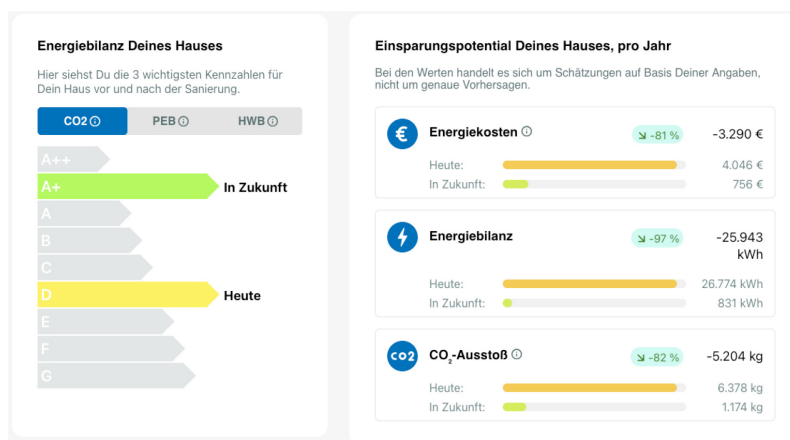 Energiebilanz Deines Hauses
Hier siehst Du die 3 wichtigsten Kennzahlen für
Dein Haus vor und nach der Sanierung.
CO2 PEB HWB
A++
A+ In Zukunft
A
B
C
D Heute
E
F
G
Einsparungspotential Deines Hauses, pro Jahr
Bei den Werten handelt es sich um Schätzungen auf Basis Deiner Angaben,
nicht um genaue Vorhersagen.
€ Energiekosten -81 % -3.290 €
Heute: 4.046 €
In Zukunft: 756 €
Energiebilanz -97 % -25.943
kWh
Heute: 26.774 kWh
In Zukunft: 831 kWh
CO2 CO₂-Ausstoß -82 % -5.204 kg
Heute: 6.378 kg
In Zukunft: 1.174 kg